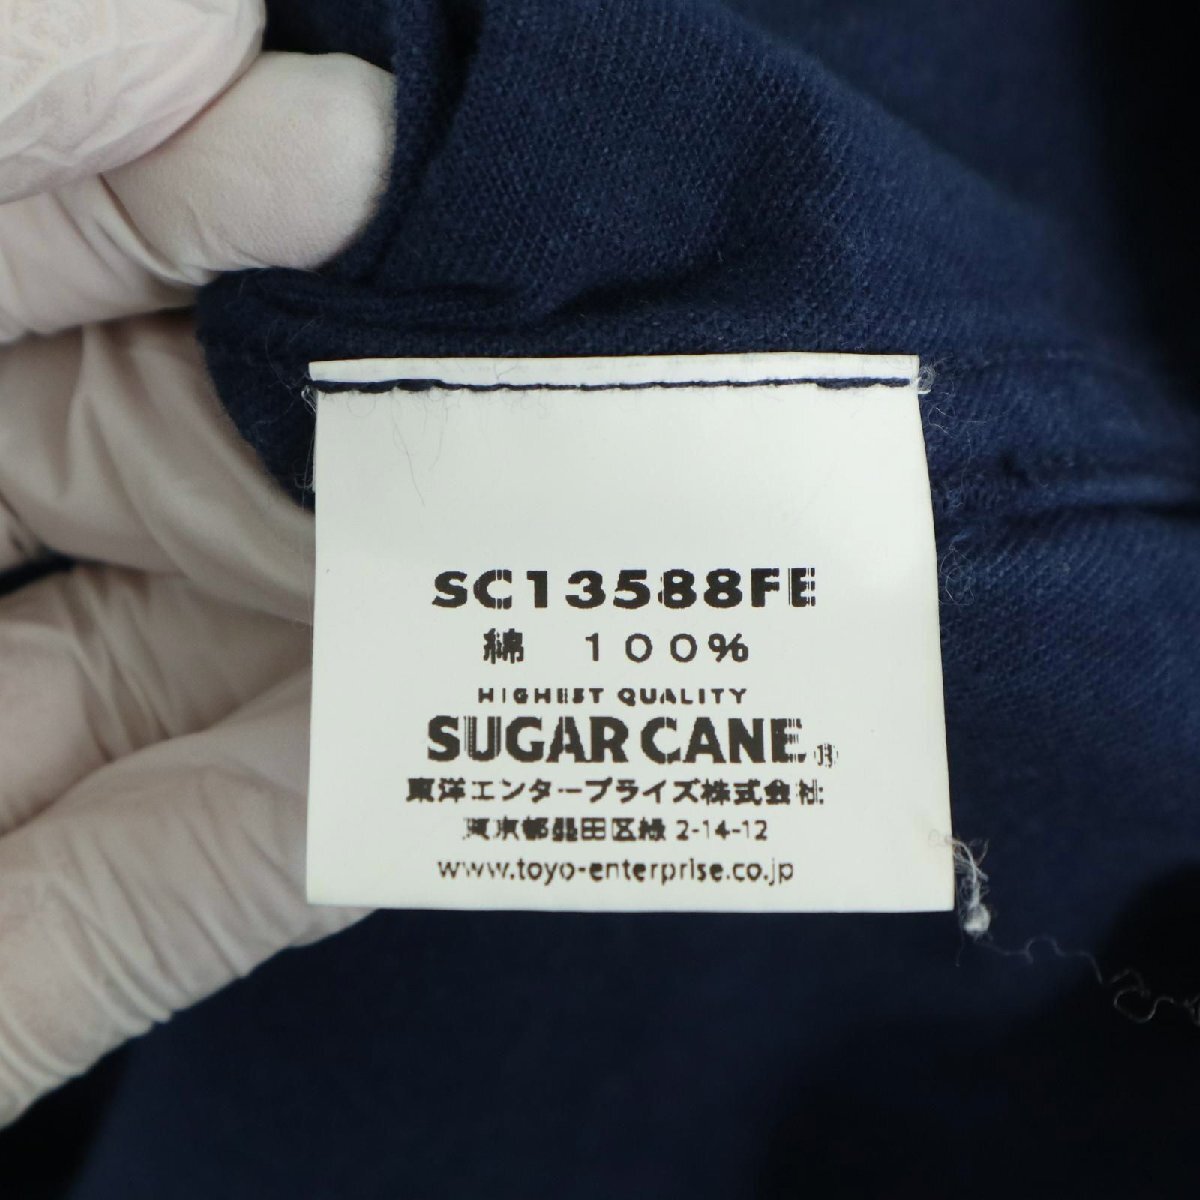 SC13588FE
綿 100%
HIGHEST QUALITY
SUGAR CANE®
東洋エンタープライズ株式会社
東京都墨田区緑 2-14-12
www.toyo-enterprise.co.jp